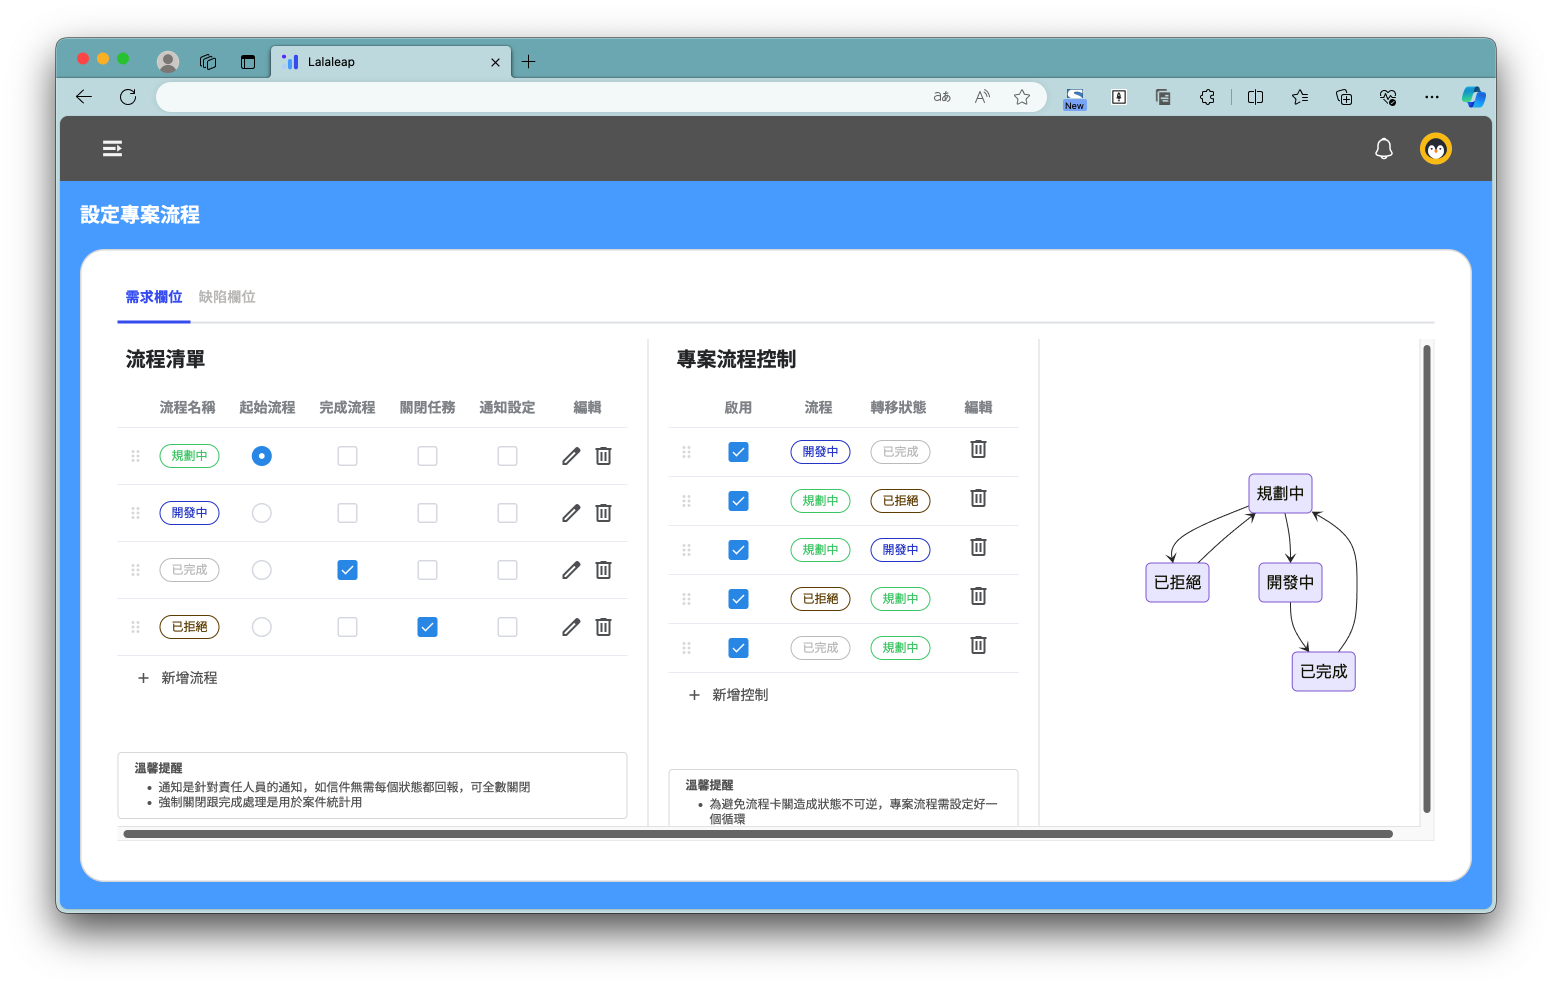 Lalaleap
aあ
A
New
設定專案流程
需求欄位 缺陷欄位
流程清單
流程名稱 起始流程 完成流程 關閉任務 通知設定 編輯
規劃中
開發中
已完成
已拒絕
+ 新增流程
溫馨提醒
• 通知是針對責任人員的通知，如信件無需每個狀態都回報，可全數關閉
• 強制關閉跟完成處理是用於案件統計用
專案流程控制
啟用 流程 轉移狀態 編輯
開發中 已完成
規劃中 已拒絕
規劃中 開發中
已拒絕 規劃中
已完成 規劃中
+ 新增控制
溫馨提醒
• 為避免流程卡關造成狀態不可逆，專案流程需設定好一
個循環
規劃中
已拒絕
開發中
已完成